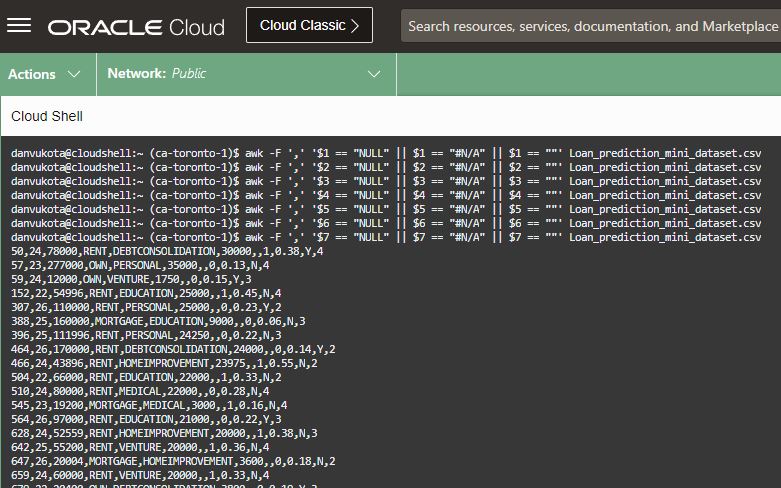 ORACLE Cloud
Cloud Classic >
Search resources, services, documentation, and Marketplace
Actions
Network: Public
Cloud Shell
danvukota@cloudshell:~ (ca-toronto-1)$ awk -F ',' '$1 == "NULL" || $1 == "#N/A" || $1 == ""' Loan_prediction_mini_dataset.csv
danvukota@cloudshell:~ (ca-toronto-1)$ awk -F ',' '$2 == "NULL" || $2 == "#N/A" || $2 == ""' Loan_prediction_mini_dataset.csv
danvukota@cloudshell:~ (ca-toronto-1)$ awk -F ',' '$3 == "NULL" || $3 == "#N/A" || $3 == ""' Loan_prediction_mini_dataset.csv
danvukota@cloudshell:~ (ca-toronto-1)$ awk -F ',' '$4 == "NULL" || $4 == "#N/A" || $4 == ""' Loan_prediction_mini_dataset.csv
danvukota@cloudshell:~ (ca-toronto-1)$ awk -F ',' '$5 == "NULL" || $5 == "#N/A" || $5 == ""' Loan_prediction_mini_dataset.csv
danvukota@cloudshell:~ (ca-toronto-1)$ awk -F ',' '$6 == "NULL" || $6 == "#N/A" || $6 == ""' Loan_prediction_mini_dataset.csv
danvukota@cloudshell:~ (ca-toronto-1)$ awk -F ',' '$7 == "NULL" || $7 == "#N/A" || $7 == ""' Loan_prediction_mini_dataset.csv
50,24,78000,RENT,DEBTCONSOLIDATION,30000,,1,0.38,Y,4
57,23,277000,OWN,PERSONAL,35000,,0,0.13,N,4
59,24,12000,OWN,VENTURE,1750,,0,0.15,Y,3
152,22,54996,RENT,EDUCATION,25000,,1,0.45,N,4
307,26,110000,RENT,PERSONAL,25000,,0,0.23,Y,2
388,25,160000,MORTGAGE,EDUCATION,9000,,0,0.06,N,3
396,25,111996,RENT,PERSONAL,24250,,0,0.22,N,3
464,26,170000,RENT,DEBTCONSOLIDATION,24000,,0,0.14,Y,2
466,24,43896,RENT,HOMEIMPROVEMENT,23975,,1,0.55,N,2
504,22,66000,RENT,EDUCATION,22000,,1,0.33,N,2
510,24,80000,RENT,MEDICAL,22000,,0,0.28,N,4
545,23,19200,MORTGAGE,MEDICAL,3000,,1,0.16,N,4
564,26,97000,RENT,EDUCATION,21000,,0,0.22,Y,3
628,24,52559,RENT,HOMEIMPROVEMENT,20000,,1,0.38,N,3
642,25,55200,RENT,VENTURE,20000,,1,0.36,N,4
647,26,20004,MORTGAGE,HOMEIMPROVEMENT,3600,,0,0.18,N,2
659,24,60000,RENT,VENTURE,20000,,1,0.33,N,4